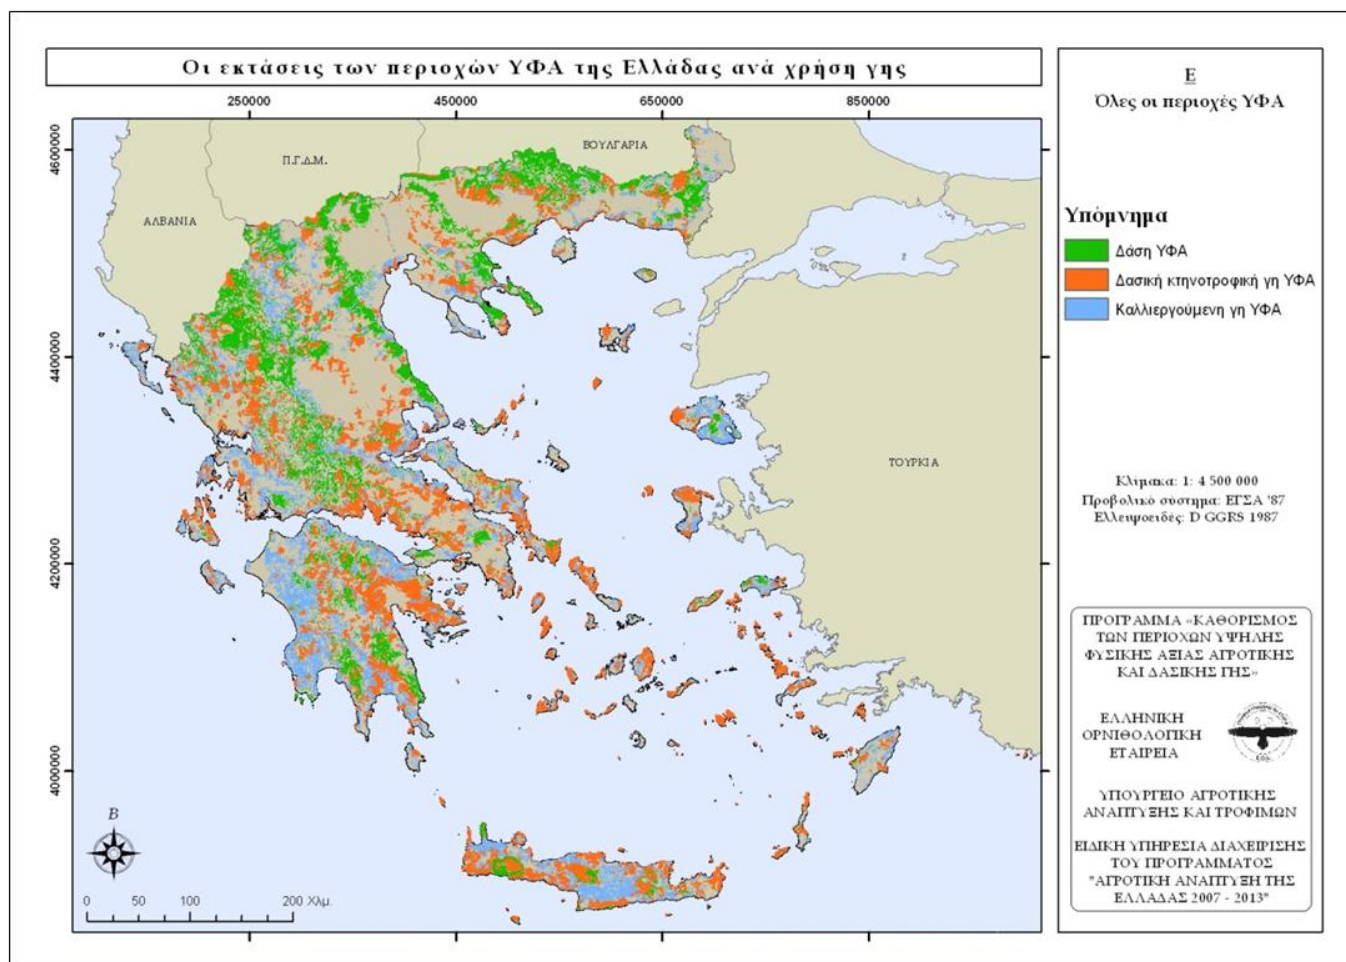 Οι εκτάσεις των περιοχών ΥΦΑ της Ελλάδας ανά χρήση γης
250000 450000 650000 850000
4600000
4400000
4200000
4000000
ΒΟΥΛΓΑΡΙΑ
Π.Γ.Δ.Μ.
ΑΛΒΑΝΙΑ
ΤΟΥΡΚΙΑ
Β
0 50 100 200 Χλμ.
Ε
Όλες οι περιοχές ΥΦΑ
Υπόμνημα
Δάση ΥΦΑ
Δασική κτηνοτροφική γη ΥΦΑ
Καλλιεργούμενη γη ΥΦΑ
Κλίμακα: 1: 4 500 000
Προβολικό σύστημα: ΕΓΣΑ '87
Ελλειψοειδές: D GGRS 1987
ΠΡΟΓΡΑΜΜΑ «ΚΑΘΟΡΙΣΜΟΣ
ΤΩΝ ΠΕΡΙΟΧΩΝ ΥΨΗΛΗΣ
ΦΥΣΙΚΗΣ ΑΞΙΑΣ ΑΓΡΟΤΙΚΗΣ
ΚΑΙ ΔΑΣΙΚΗΣ ΓΗΣ»
ΕΛΛΗΝΙΚΗ
ΟΡΝΙΘΟΛΟΓΙΚΗ
ΕΤΑΙΡΕΙΑ
ΥΠΟΥΡΓΕΙΟ ΑΓΡΟΤΙΚΗΣ
ΑΝΑΠΤΥΞΗΣ ΚΑΙ ΤΡΟΦΙΜΩΝ
ΕΙΔΙΚΗ ΥΠΗΡΕΣΙΑ ΔΙΑΧΕΙΡΙΣΗΣ
ΤΟΥ ΠΡΟΓΡΑΜΜΑΤΟΣ
"ΑΓΡΟΤΙΚΗ ΑΝΑΠΤΥΞΗ ΤΗΣ
ΕΛΛΑΔΑΣ 2007 - 2013"